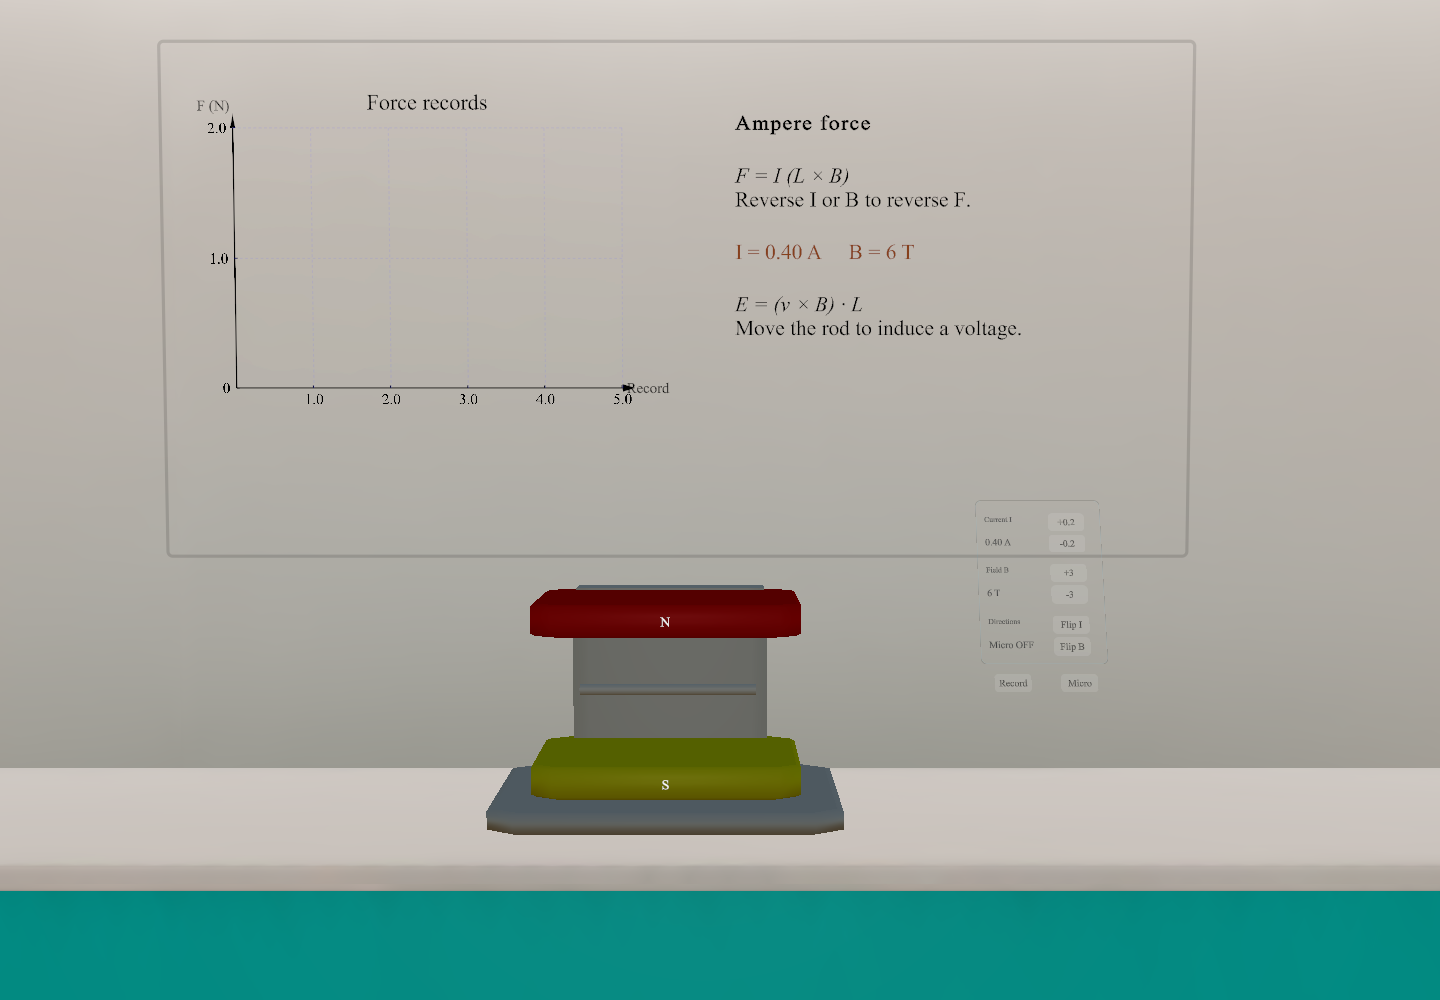 Force records
F (N)
2.0
1.0
0
1.0 2.0 3.0 4.0 5.0
Record
Ampere force
F = I (L × B)
Reverse I or B to reverse F.
I = 0.40 A B = 6 T
E = (v × B) · L
Move the rod to induce a voltage.
Current I +0.2
0.40 A -0.2
Field B +3
6 T -3
Directions Flip I
Micro OFF Flip B
Record Micro
N
S